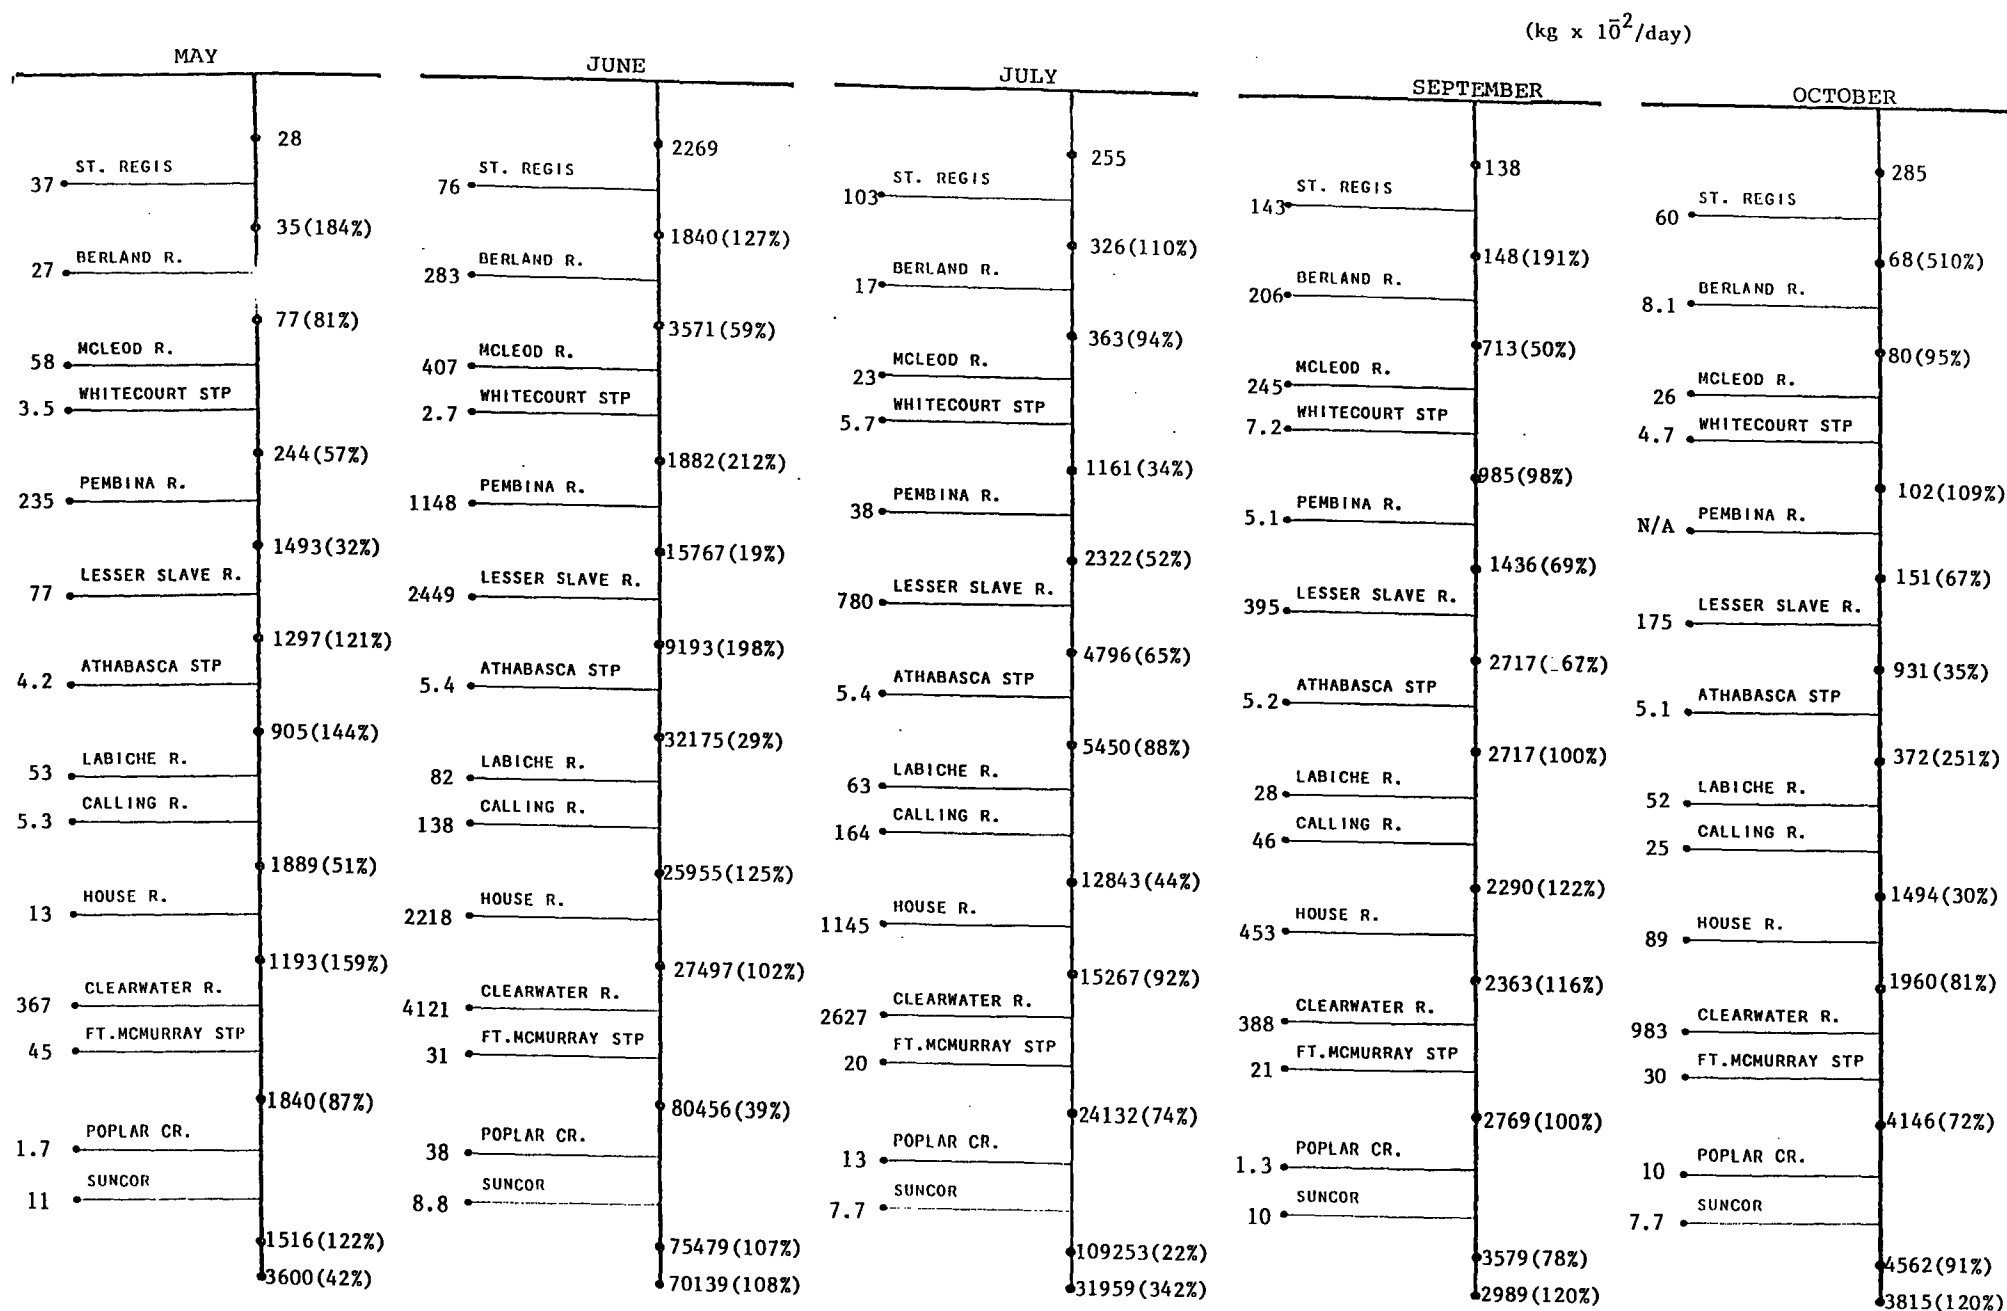 (kg x 10̄²/day)
MAY
28
ST. REGIS
37
35(184%)
BERLAND R.
27
77(81%)
MCLEOD R.
58
WHITECOURT STP
3.5
244(57%)
PEMBINA R.
235
1493(32%)
LESSER SLAVE R.
77
1297(121%)
ATHABASCA STP
4.2
905(144%)
LABICHE R.
53
CALLING R.
5.3
1889(51%)
HOUSE R.
13
1193(159%)
CLEARWATER R.
367
FT.MCMURRAY STP
45
1840(87%)
POPLAR CR.
1.7
SUNCOR
11
1516(122%)
3600(42%)
JUNE
2269
ST. REGIS
76
1840(127%)
BERLAND R.
283
3571(59%)
MCLEOD R.
407
WHITECOURT STP
2.7
1882(212%)
PEMBINA R.
1148
15767(19%)
LESSER SLAVE R.
2449
9193(198%)
ATHABASCA STP
5.4
32175(29%)
LABICHE R.
82
CALLING R.
138
25955(125%)
HOUSE R.
2218
27497(102%)
CLEARWATER R.
4121
FT.MCMURRAY STP
31
80456(39%)
POPLAR CR.
38
SUNCOR
8.8
75479(107%)
70139(108%)
JULY
255
ST. REGIS
103
326(110%)
BERLAND R.
17
363(94%)
MCLEOD R.
23
WHITECOURT STP
5.7
1161(34%)
PEMBINA R.
38
2322(52%)
LESSER SLAVE R.
780
4796(65%)
ATHABASCA STP
5.4
5450(88%)
LABICHE R.
63
CALLING R.
164
12843(44%)
HOUSE R.
1145
15267(92%)
CLEARWATER R.
2627
FT.MCMURRAY STP
20
24132(74%)
POPLAR CR.
13
SUNCOR
7.7
109253(22%)
31959(342%)
SEPTEMBER
138
ST. REGIS
143
148(191%)
BERLAND R.
206
713(50%)
MCLEOD R.
245
WHITECOURT STP
7.2
985(98%)
PEMBINA R.
5.1
1436(69%)
LESSER SLAVE R.
395
2717(67%)
ATHABASCA STP
5.2
2717(100%)
LABICHE R.
28
CALLING R.
46
2290(122%)
HOUSE R.
453
2363(116%)
CLEARWATER R.
388
FT.MCMURRAY STP
21
2769(100%)
POPLAR CR.
1.3
SUNCOR
10
3579(78%)
2989(120%)
OCTOBER
285
ST. REGIS
60
68(510%)
BERLAND R.
8.1
80(95%)
MCLEOD R.
26
WHITECOURT STP
4.7
102(109%)
PEMBINA R.
N/A
151(67%)
LESSER SLAVE R.
175
931(35%)
ATHABASCA STP
5.1
372(251%)
LABICHE R.
52
CALLING R.
25
1494(30%)
HOUSE R.
89
1960(81%)
CLEARWATER R.
983
FT.MCMURRAY STP
30
4146(72%)
POPLAR CR.
10
SUNCOR
7.7
4562(91%)
3815(120%)